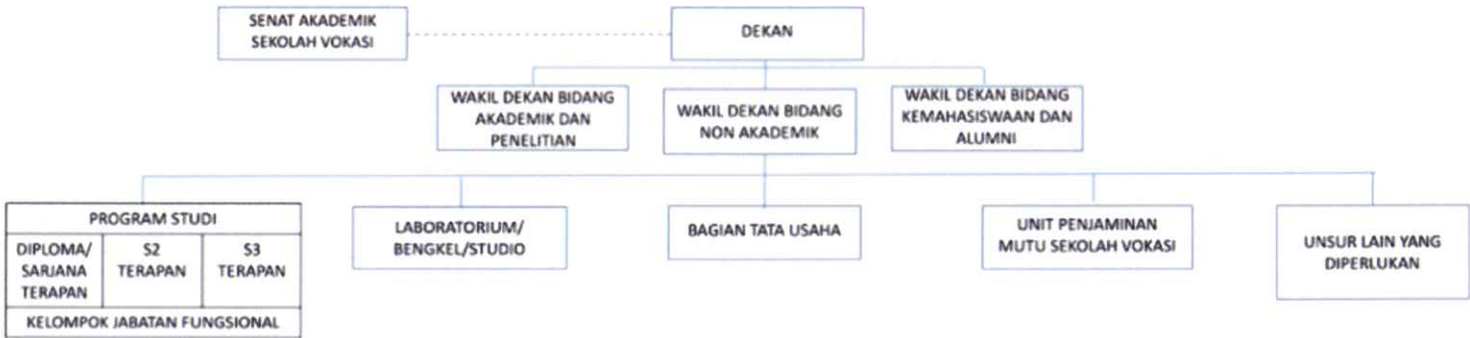 SENAT AKADEMIK
SEKOLAH VOKASI
DEKAN
WAKIL DEKAN BIDANG
AKADEMIK DAN
PENELITIAN
WAKIL DEKAN BIDANG
NON AKADEMIK
WAKIL DEKAN BIDANG
KEMAHASISWAAN DAN
ALUMNI
PROGRAM STUDI
DIPLOMA/
SARJANA
TERAPAN
S2
TERAPAN
S3
TERAPAN
KELOMPOK JABATAN FUNGSIONAL
LABORATORIUM/
BENGKEL/STUDIO
BAGIAN TATA USAHA
UNIT PENJAMINAN
MUTU SEKOLAH VOKASI
UNSUR LAIN YANG
DIPERLUKAN